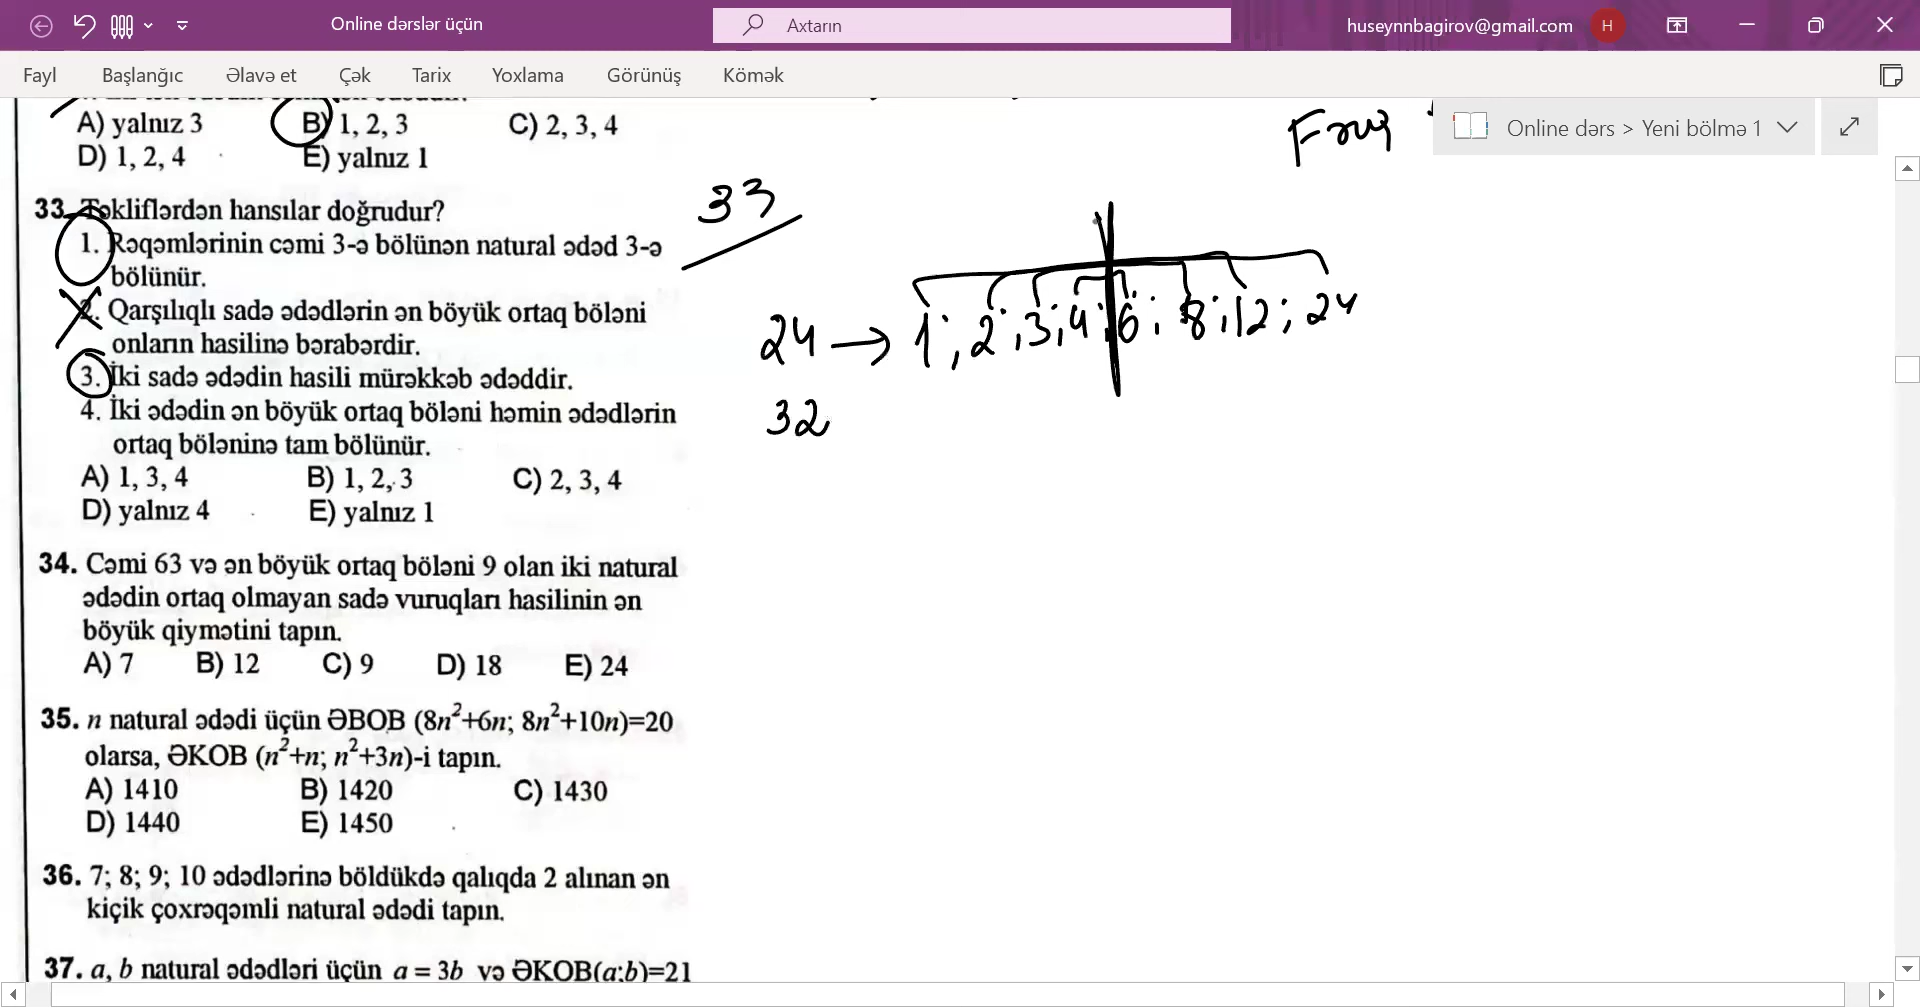 Online dərslər üçün
Axtarın
huseynnbagirov@gmail.com
H
Fayl Başlanğıc Əlavə et Çək Tarix Yoxlama Görünüş Kömək
Online dərs > Yeni bölmə 1
A) yalnız 3 B) 1, 2, 3 C) 2, 3, 4
D) 1, 2, 4 E) yalnız 1
33. Təkliflərdən hansılar doğrudur?
1. Rəqəmlərinin cəmi 3-ə bölünən natural ədəd 3-ə
bölünür.
2. Qarşılıqlı sadə ədədlərin ən böyük ortaq böləni
onların hasilinə bərabərdir.
3. İki sadə ədədin hasili mürəkkəb ədəddir.
4. İki ədədin ən böyük ortaq böləni həmin ədədlərin
ortaq böləninə tam bölünür.
A) 1, 3, 4 B) 1, 2, 3 C) 2, 3, 4
D) yalnız 4 E) yalnız 1
34. Cəmi 63 və ən böyük ortaq böləni 9 olan iki natural
ədədin ortaq olmayan sadə vuruqları hasilinin ən
böyük qiymətini tapın.
A) 7 B) 12 C) 9 D) 18 E) 24
35. n natural ədədi üçün ƏBOB (8n²+6n; 8n²+10n)=20
olarsa, ƏKOB (n²+n; n²+3n)-i tapın.
A) 1410 B) 1420 C) 1430
D) 1440 E) 1450
36. 7; 8; 9; 10 ədədlərinə böldükdə qalıqda 2 alınan ən
kiçik çoxrəqəmli natural ədədi tapın.
37. a, b natural ədədləri üçün a = 3b və ƏKOB(a;b)=21
33
24 → 1; 2; 3; 4; 6; 8; 12; 24
32